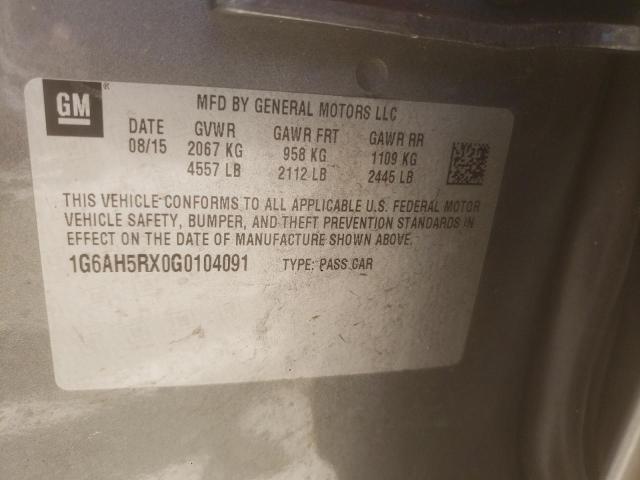 GM®
MFD BY GENERAL MOTORS LLC
DATE GVWR GAWR FRT GAWR RR
08/15 2067 KG 958 KG 1109 KG
4557 LB 2112 LB 2445 LB
THIS VEHICLE CONFORMS TO ALL APPLICABLE U.S. FEDERAL MOTOR
VEHICLE SAFETY, BUMPER, AND THEFT PREVENTION STANDARDS IN
EFFECT ON THE DATE OF MANUFACTURE SHOWN ABOVE.
1G6AH5RX0G0104091 TYPE: PASS CAR